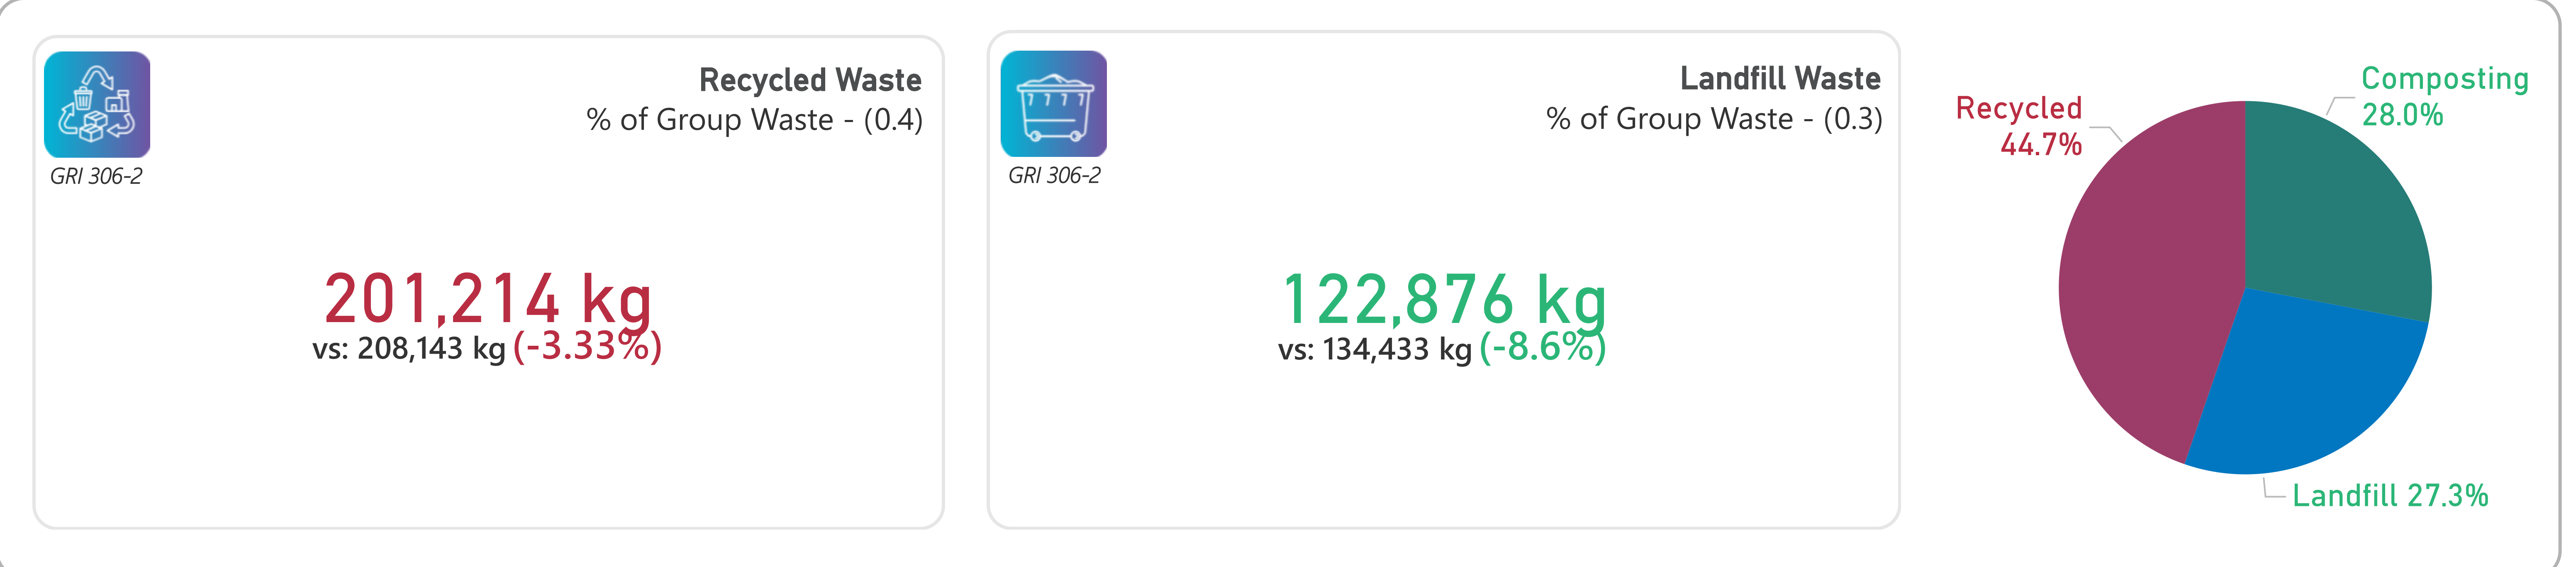 Recycled Waste
% of Group Waste - (0.4)
GRI 306-2
201,214 kg
vs: 208,143 kg (-3.33%)
Landfill Waste
% of Group Waste - (0.3)
GRI 306-2
122,876 kg
vs: 134,433 kg (-8.6%)
Composting
28.0%
Recycled
44.7%
Landfill 27.3%